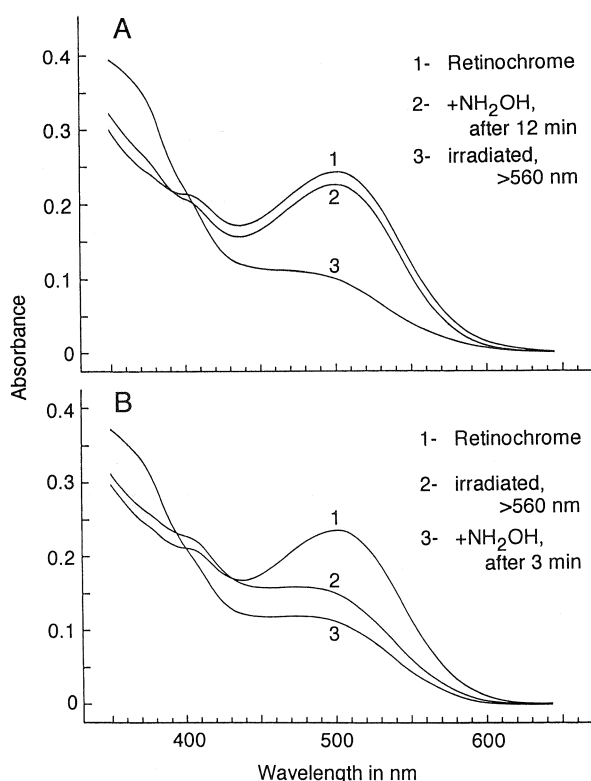 A
0.4
0.3
0.2
0.1
0
1- Retinochrome
2- +NH2OH,
after 12 min
3- irradiated,
>560 nm
1
2
3
Absorbance
B
0.4
0.3
0.2
0.1
0
1- Retinochrome
2- irradiated,
>560 nm
3- +NH2OH,
after 3 min
1
2
3
400 500 600
Wavelength in nm